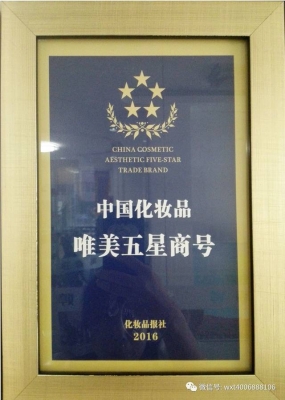 CHINA COSMETIC
AESTHETIC FIVE-STAR
TRADE BRAND
中国化妆品
唯美五星商号
化妆品报社
2016
微信号: wxt4006868196